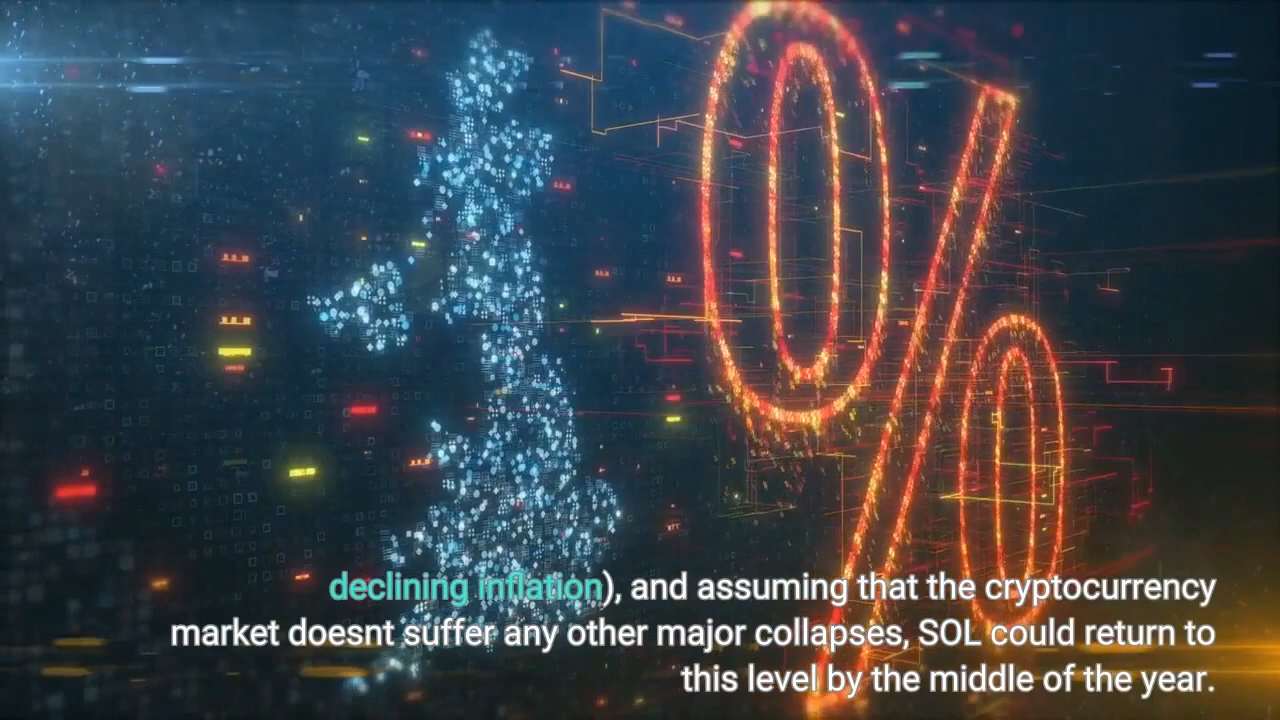 %
declining inflation), and assuming that the cryptocurrency
market doesnt suffer any other major collapses, SOL could return to
this level by the middle of the year.